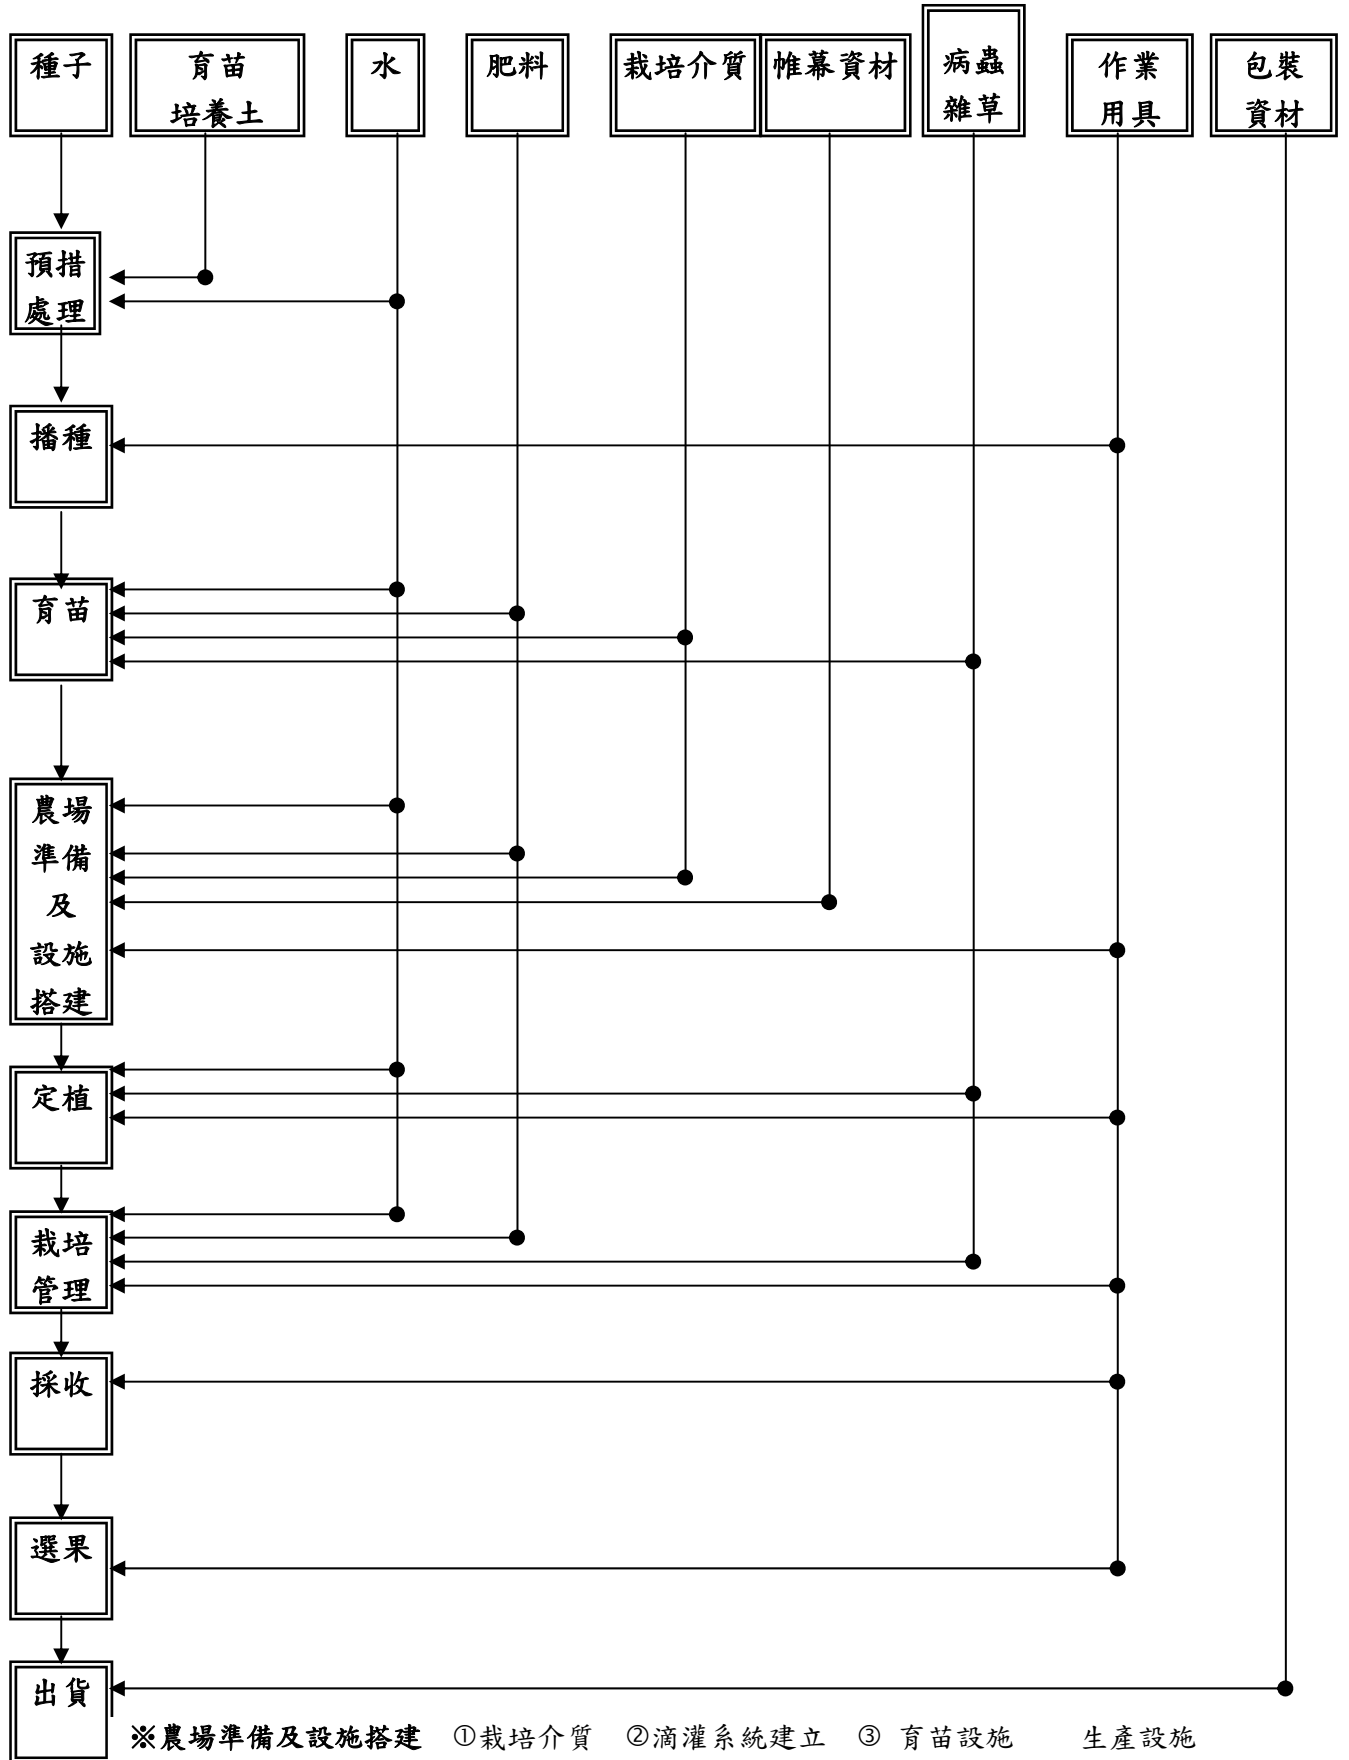 種子
育苗
培養土
水
肥料
栽培介質
帷幕資材
病蟲
雜草
作業
用具
包裝
資材
預措
處理
播種
育苗
農場
準備
及
設施
搭建
定植
栽培
管理
採收
選果
出貨
※農場準備及設施搭建 ①栽培介質 ②滴灌系統建立 ③ 育苗設施 生產設施